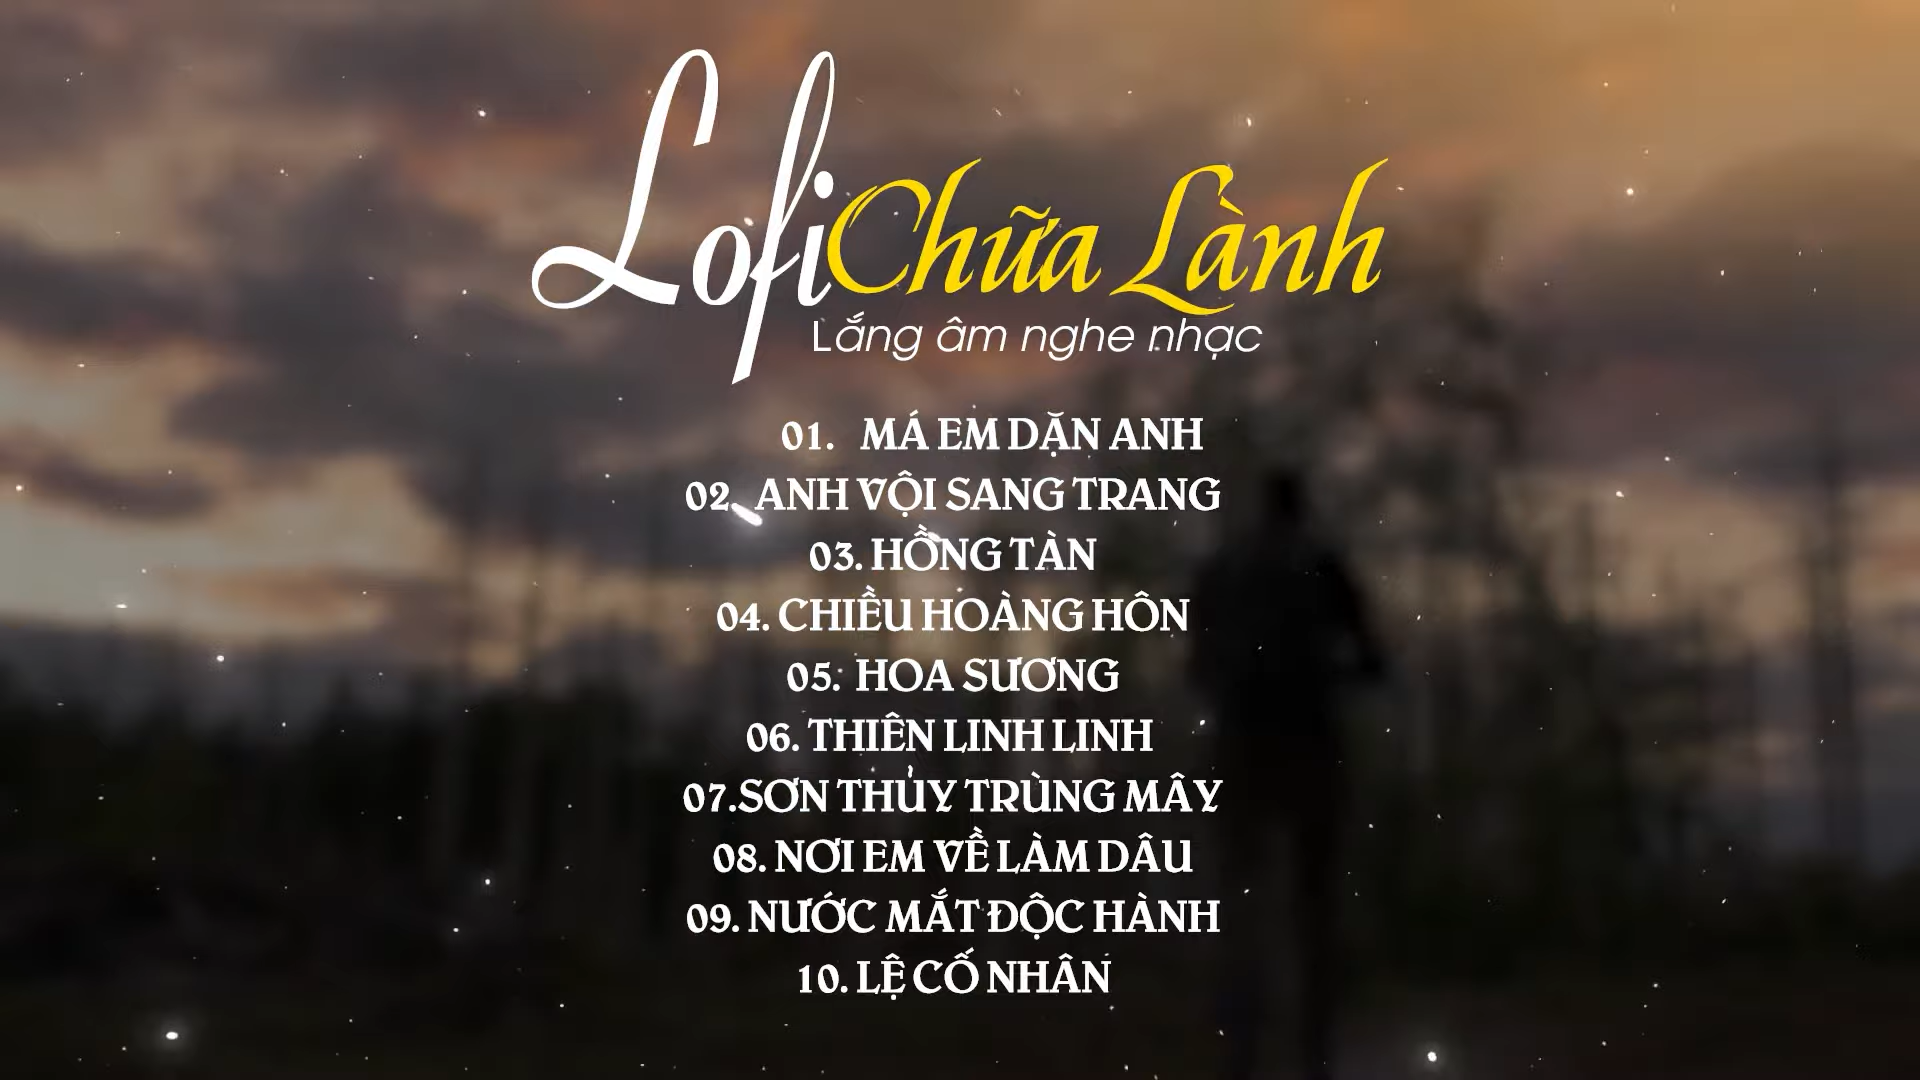 Lofi Chữa Lành
Lắng âm nghe nhạc
01. MÁ EM DẶN ANH
02. ANH VỘI SANG TRANG
03. HỒNG TÀN
04. CHIỀU HOÀNG HÔN
05. HOA SƯƠNG
06. THIÊN LINH LINH
07.SƠN THỦY TRÙNG MÂY
08. NƠI EM VỀ LÀM DÂU
09. NƯỚC MẮT ĐỘC HÀNH
10. LỆ CỐ NHÂN